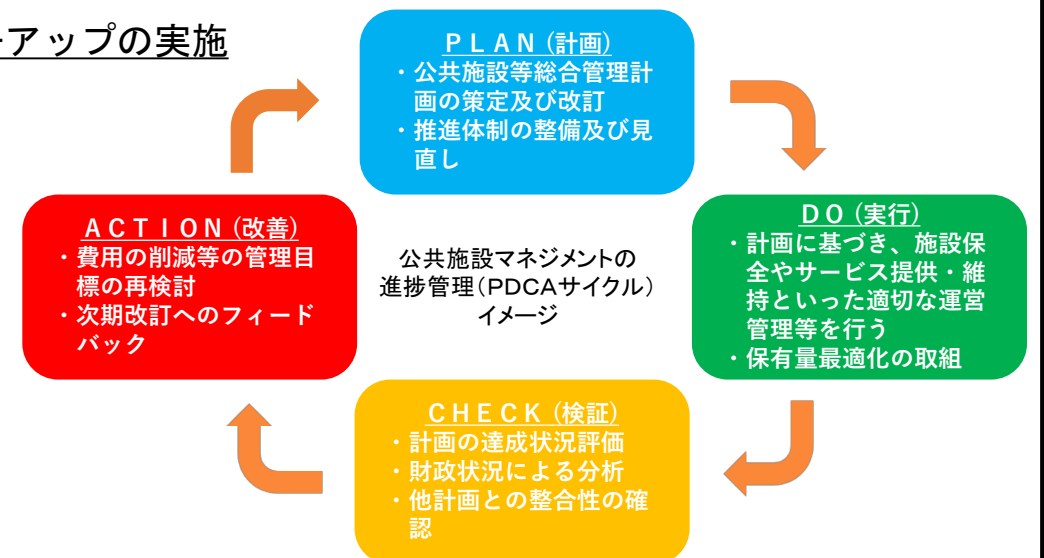 アップの実施
ＰＬＡＮ（計画）
・公共施設等総合管理計
画の策定及び改訂
・推進体制の整備及び見
直し
ＡＣＴＩＯＮ（改善）
・費用の削減等の管理目
標の再検討
・次期改訂へのフィード
バック
公共施設マネジメントの
進捗管理（PDCAサイクル）
イメージ
ＤＯ（実行）
・計画に基づき、施設保
全やサービス提供・維
持といった適切な運営
管理等を行う
・保有量最適化の取組
ＣＨＥＣＫ（検証）
・計画の達成状況評価
・財政状況による分析
・他計画との整合性の確
認